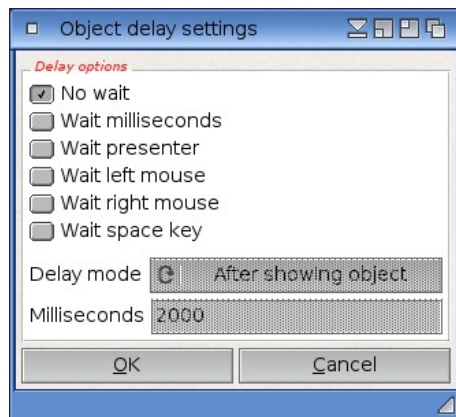 Object delay settings
Delay options
No wait
Wait milliseconds
Wait presenter
Wait left mouse
Wait right mouse
Wait space key
Delay mode After showing object
Milliseconds 2000
OK Cancel